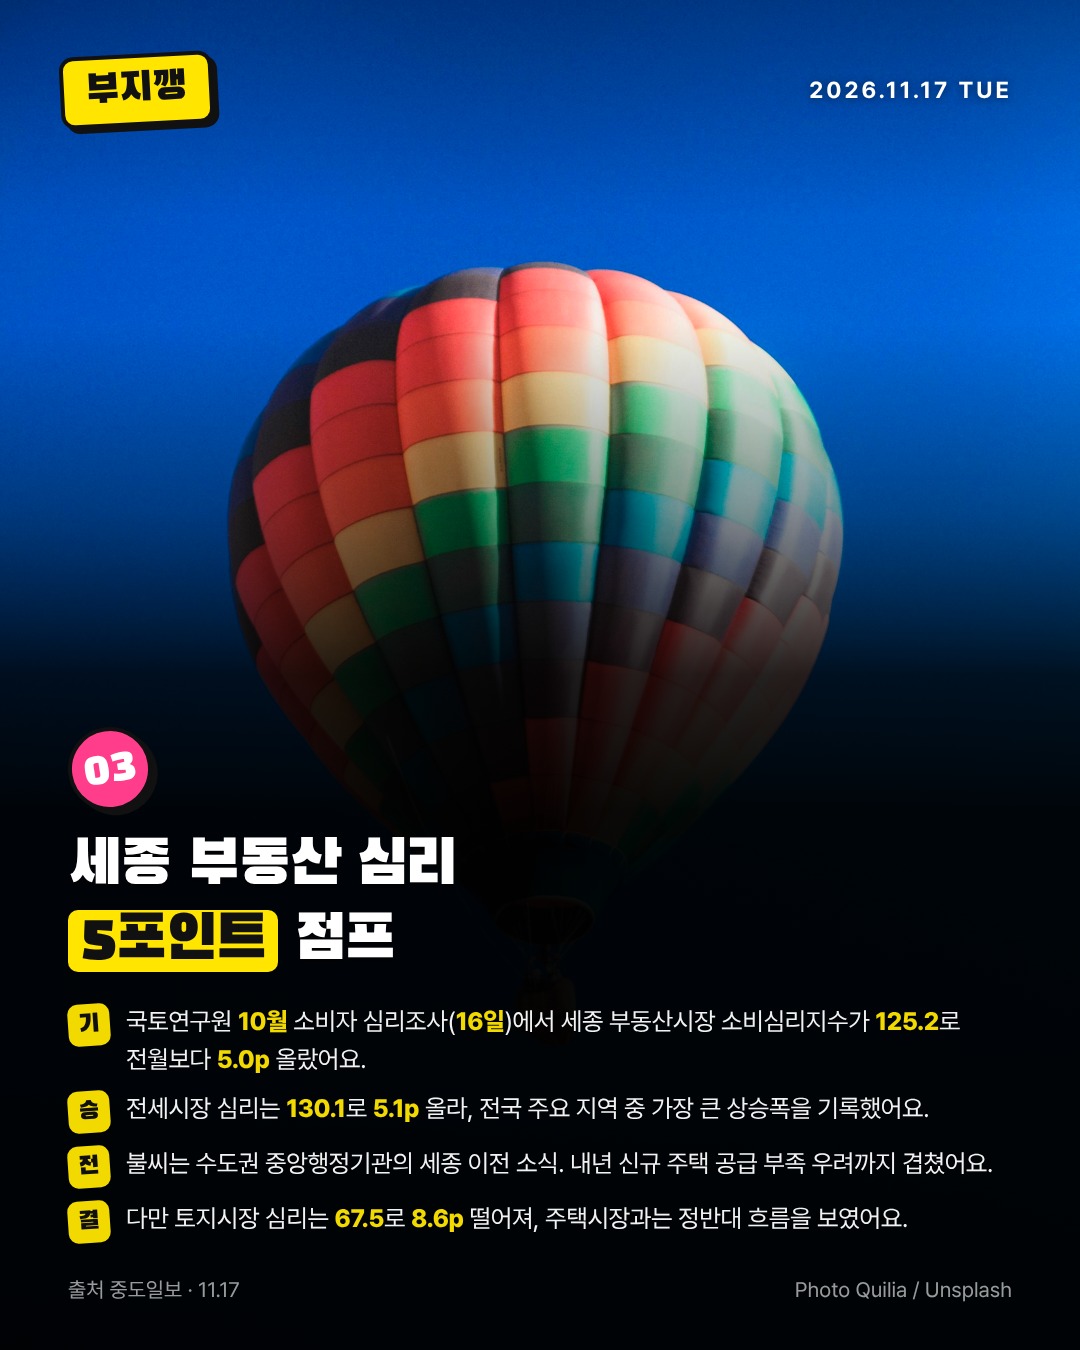 부지깽
2026.11.17 TUE
03
세종 부동산 심리
5포인트 점프
기 국토연구원 10월 소비자 심리조사(16일)에서 세종 부동산시장 소비심리지수가 125.2로
전월보다 5.0p 올랐어요.
승 전세시장 심리는 130.1로 5.1p 올라, 전국 주요 지역 중 가장 큰 상승폭을 기록했어요.
전 불씨는 수도권 중앙행정기관의 세종 이전 소식. 내년 신규 주택 공급 부족 우려까지 겹쳤어요.
결 다만 토지시장 심리는 67.5로 8.6p 떨어져, 주택시장과는 정반대 흐름을 보였어요.
출처 중도일보 · 11.17
Photo Quilia / Unsplash